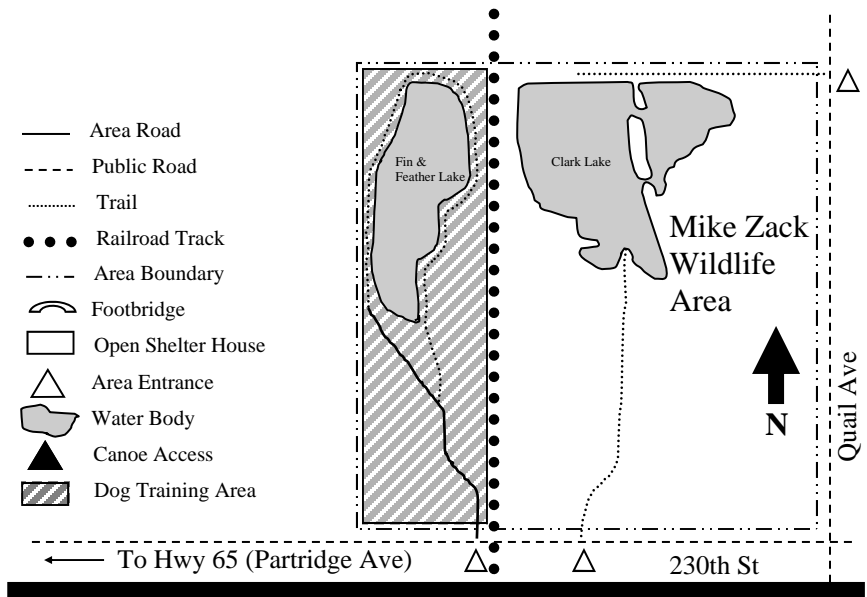 Area Road
Public Road
Trail
Railroad Track
Area Boundary
Footbridge
Open Shelter House
Area Entrance
Water Body
Canoe Access
Dog Training Area
Fin &
Feather Lake
Clark Lake
Mike Zack
Wildlife
Area
N
Quail Ave
To Hwy 65 (Partridge Ave)
230th St